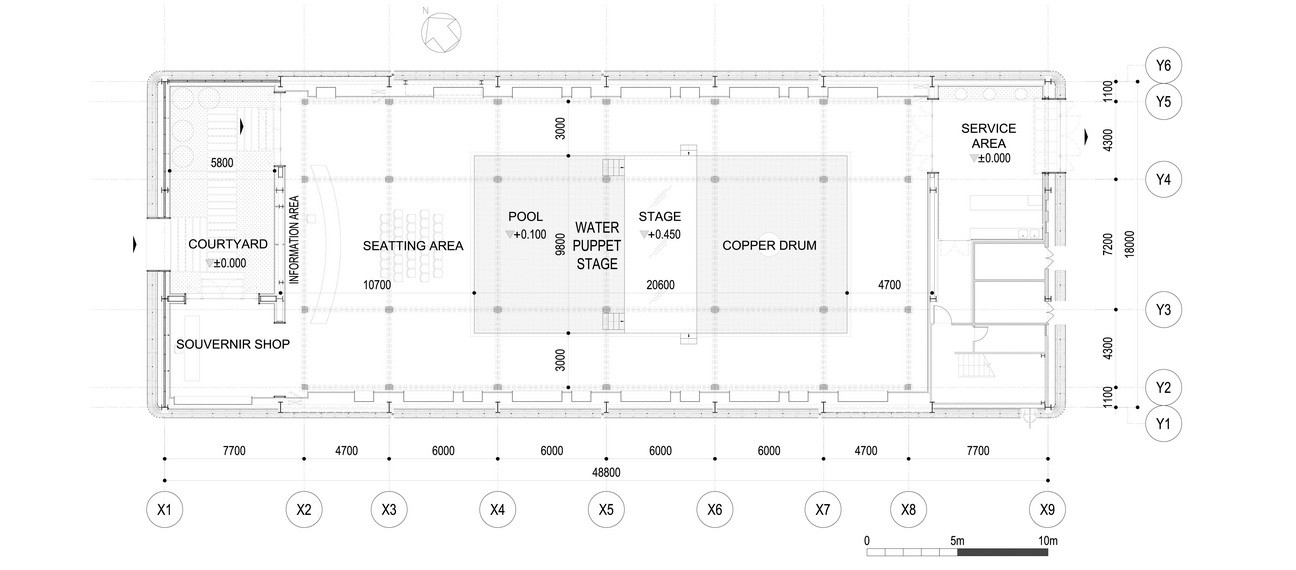 N
Y6
1100
Y5
3000
SERVICE
AREA
±0.000
4300
5800
Y4
INFORMATION AREA
POOL
+0.100
WATER
PUPPET
STAGE
STAGE
+0.450
COURTYARD
±0.000
SEATTING AREA
9800
COPPER DRUM
7200
18000
10700
20600
4700
Y3
SOUVERNIR SHOP
3000
4300
Y2
1100
Y1
7700
4700
6000
6000
6000
6000
4700
7700
48800
X1
X2
X3
X4
X5
X6
X7
X8
X9
0
5m
10m